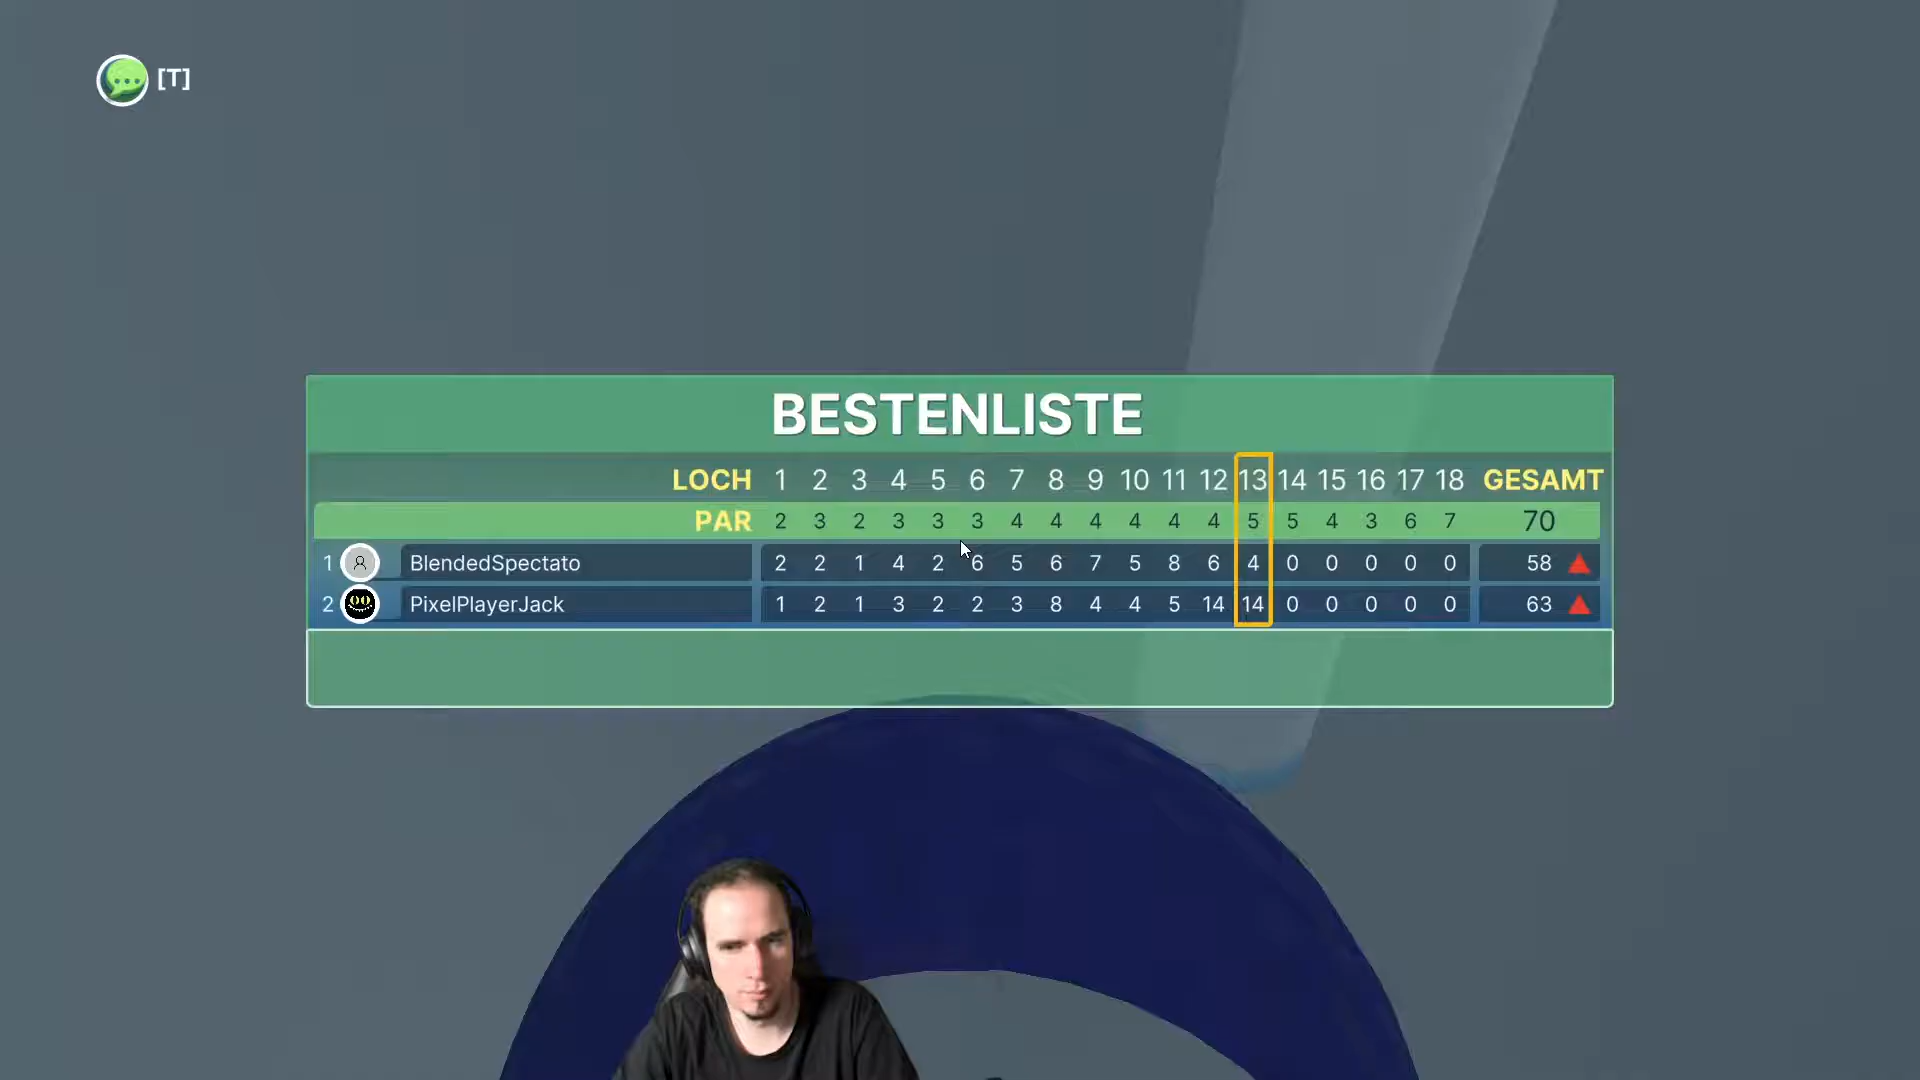 [T]
BESTENLISTE
LOCH 1 2 3 4 5 6 7 8 9 10 11 12 13 14 15 16 17 18 GESAMT
PAR 2 3 2 3 3 3 4 4 4 4 4 4 5 5 4 3 6 7 70
1 BlendedSpectato 2 2 1 4 2 6 5 6 7 5 8 6 4 0 0 0 0 0 58
2 PixelPlayerJack 1 2 1 3 2 2 3 8 4 4 5 14 14 0 0 0 0 0 63